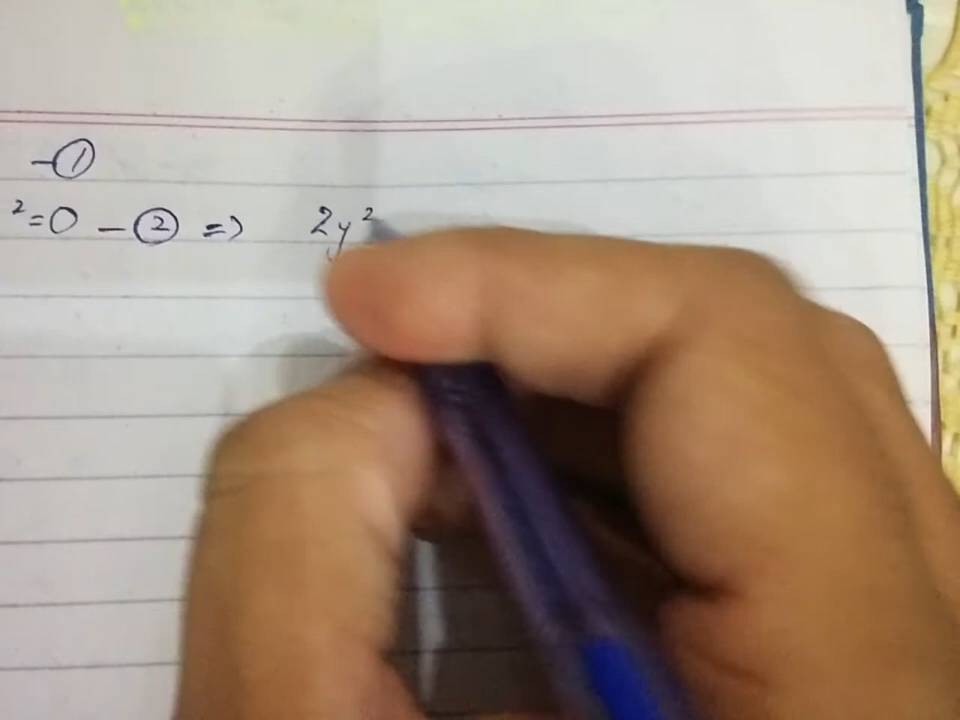 —①
²=0 —② => 2y²